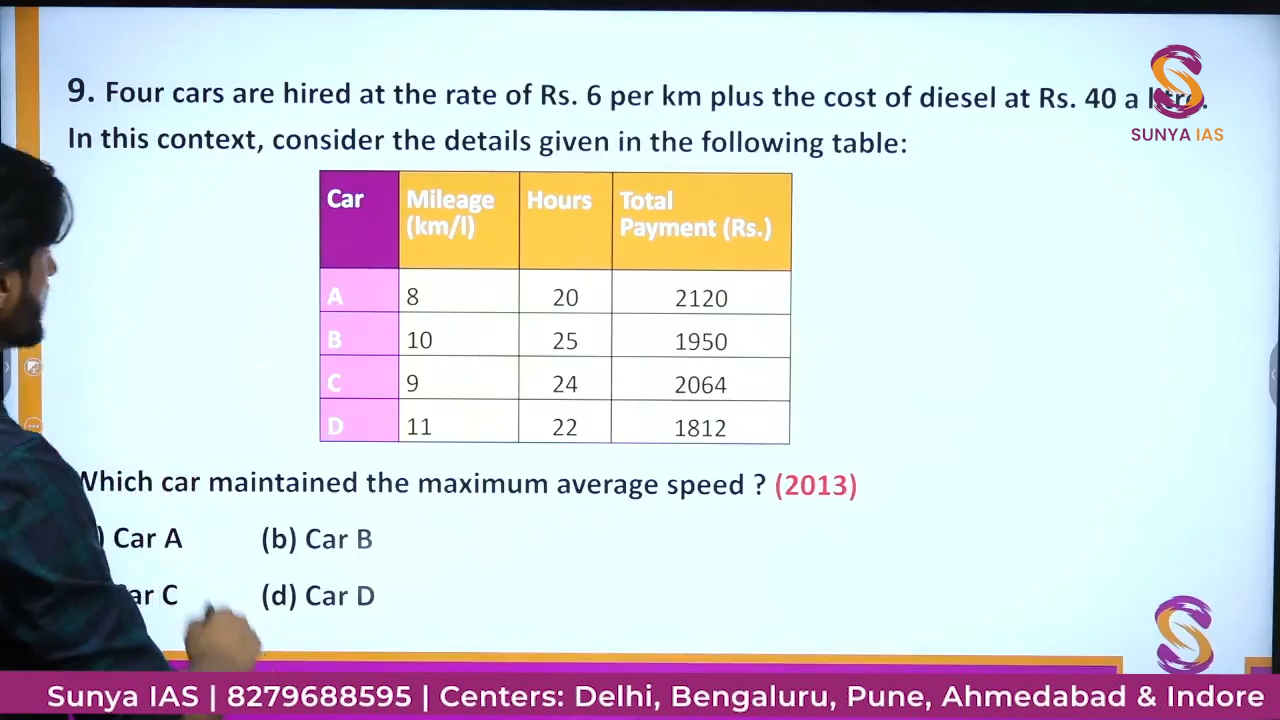 9. Four cars are hired at the rate of Rs. 6 per km plus the cost of diesel at Rs. 40 a
SUNYA IAS
In this context, consider the details given in the following table:
Car Mileage (km/l) Hours Total Payment (Rs.)
A 8 20 2120
B 10 25 1950
C 9 24 2064
D 11 22 1812
Which car maintained the maximum average speed ? (2013)
) Car A (b) Car B
Car C (d) Car D
Sunya IAS | 8279688595 | Centers: Delhi, Bengaluru, Pune, Ahmedabad & Indore